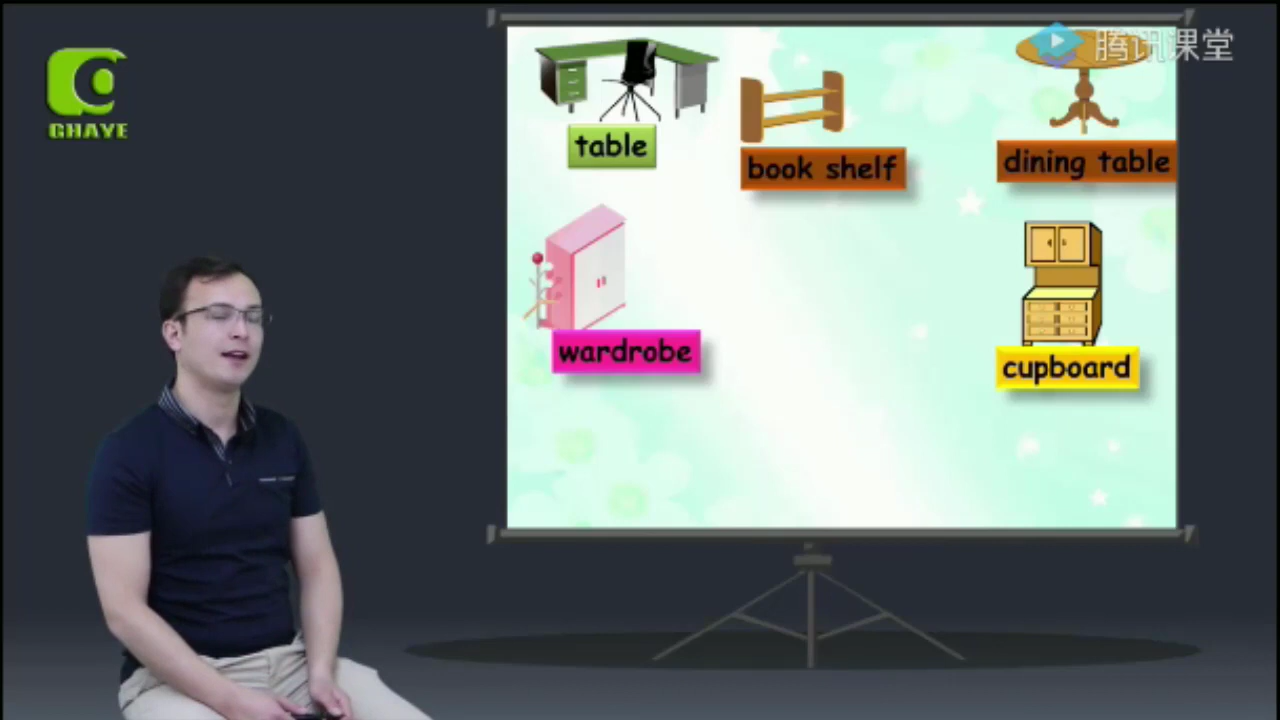 GHAYE
腾讯课堂
table
book shelf
dining table
wardrobe
cupboard